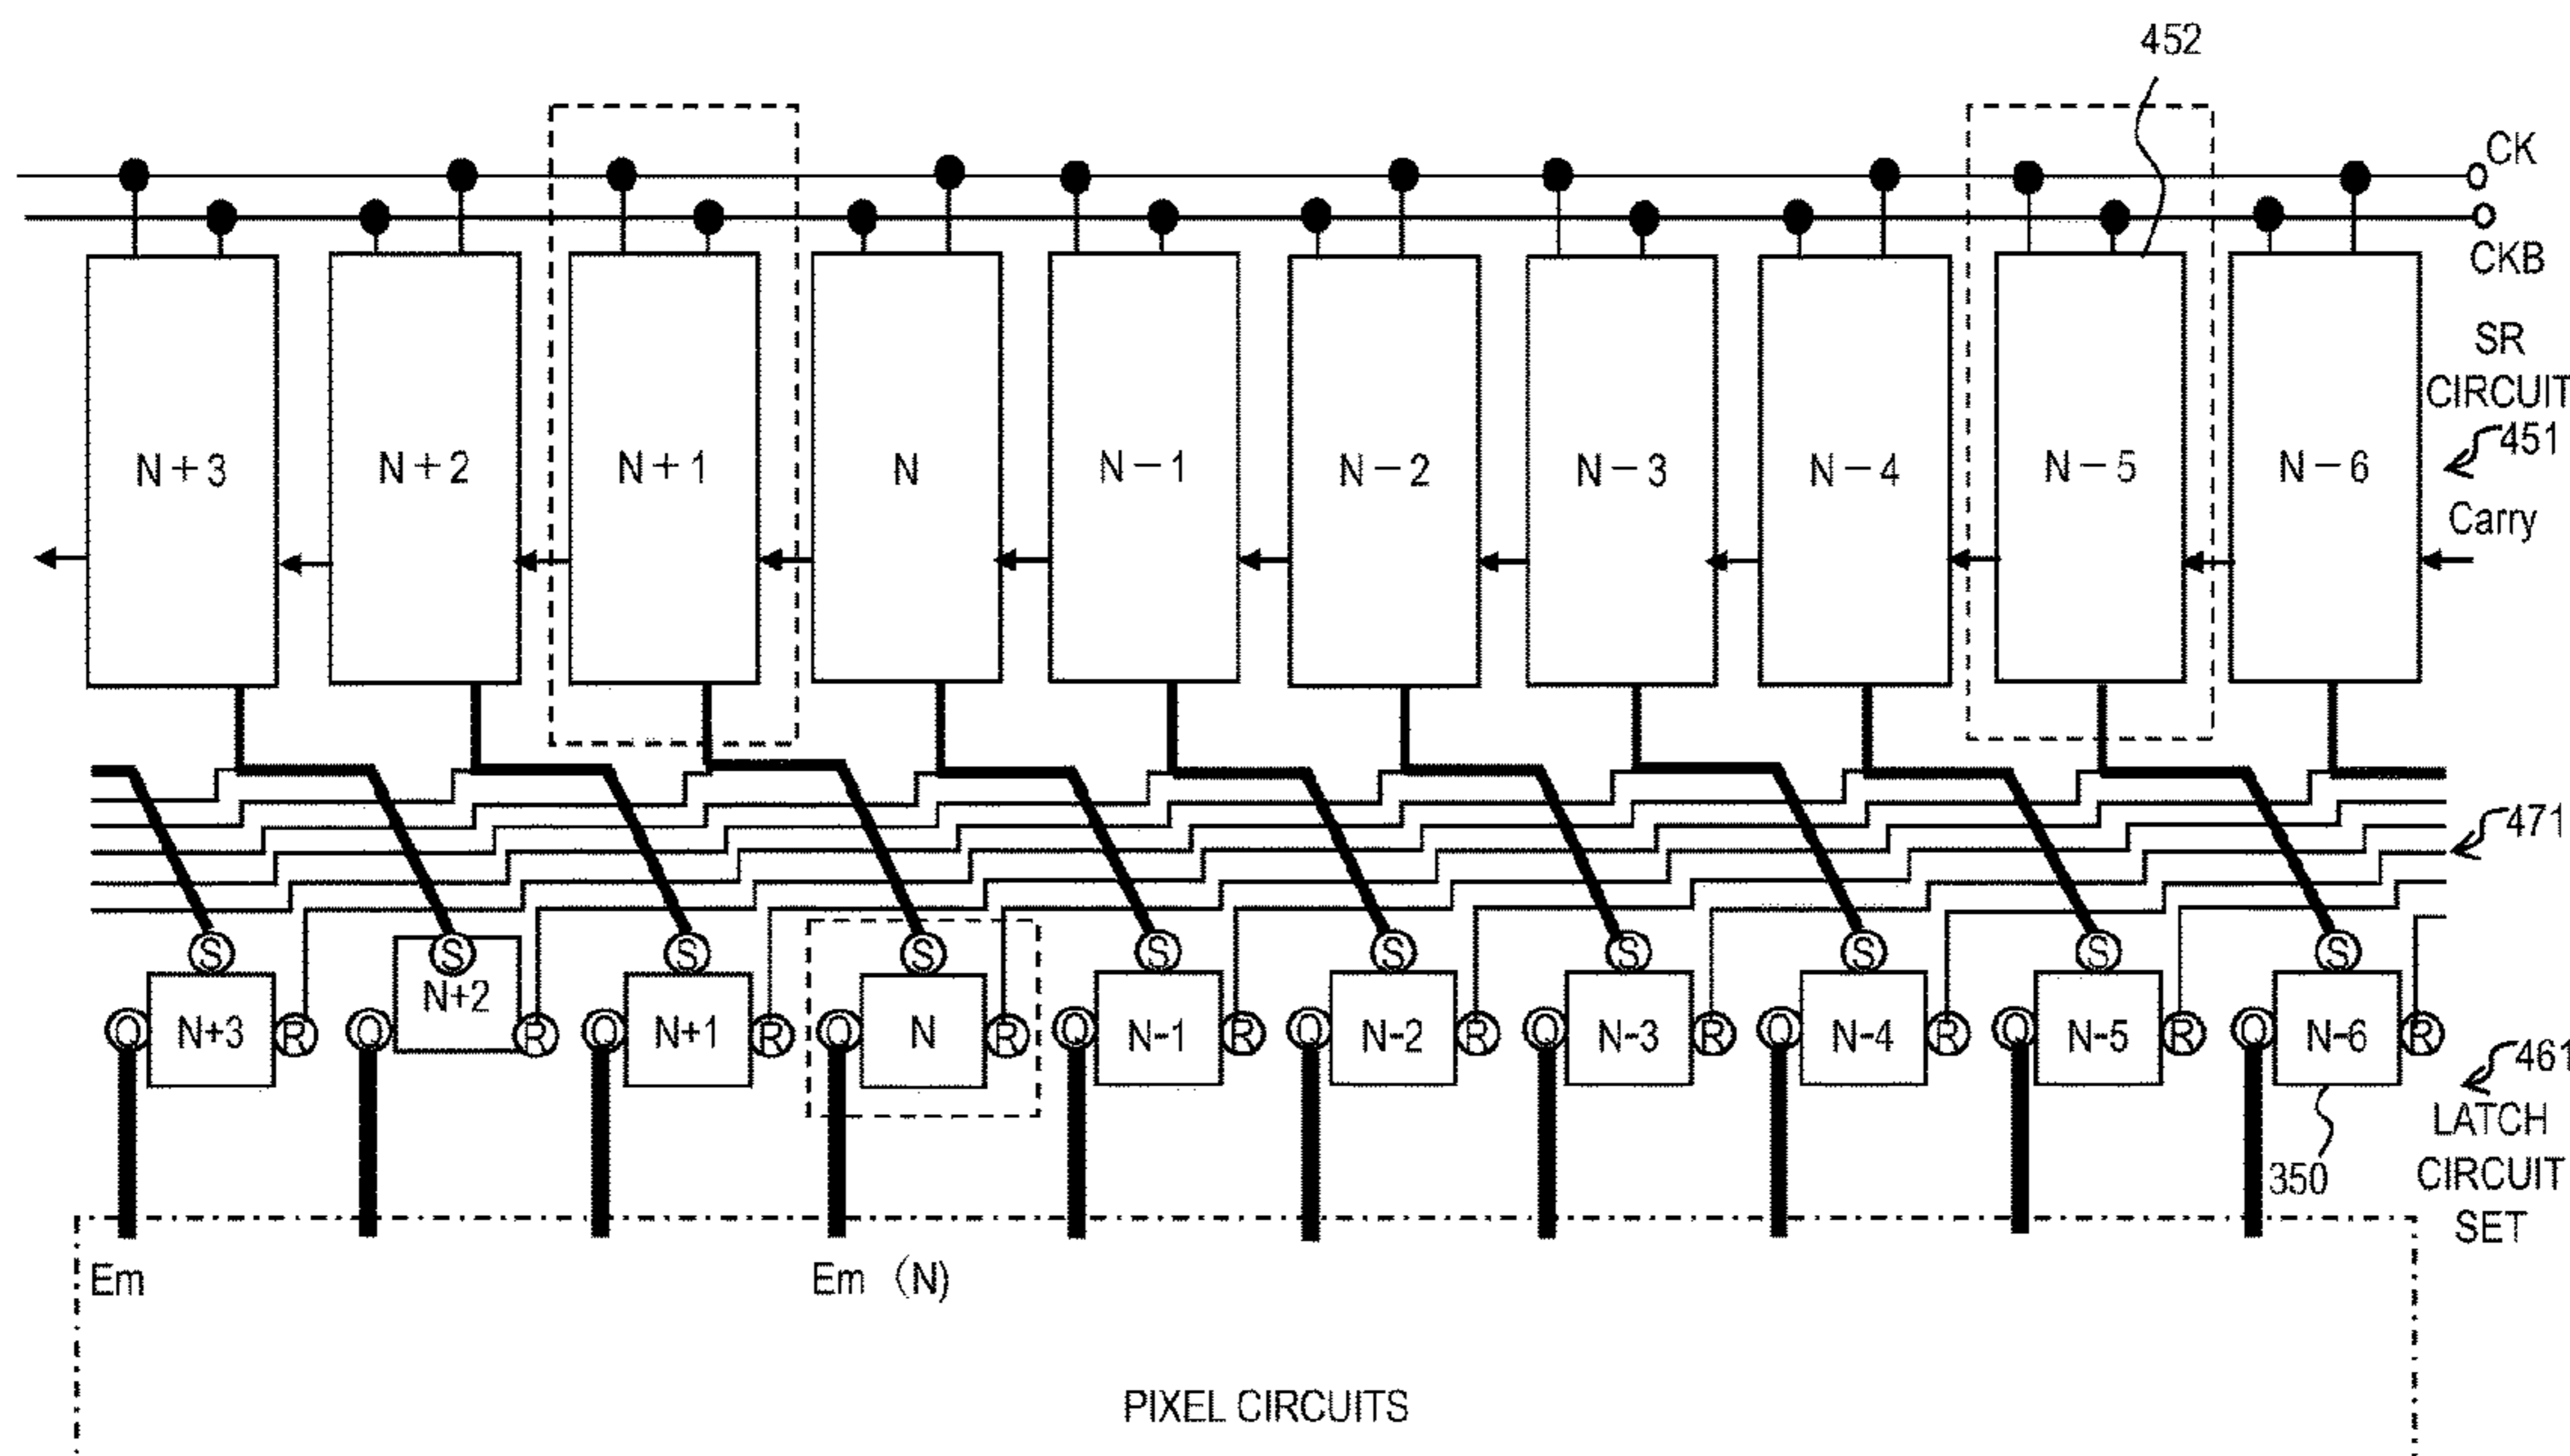 452
CK
CKB
SR
CIRCUIT
451
Carry
N+3 N+2 N+1 N N-1 N-2 N-3 N-4 N-5 N-6
471
S S S S S S S S S S
Q N+3 R Q N+2 R Q N+1 R Q N R Q N-1 R Q N-2 R Q N-3 R Q N-4 R Q N-5 R Q N-6 R
461
LATCH
CIRCUIT
SET
350
Em Em (N)
PIXEL CIRCUITS